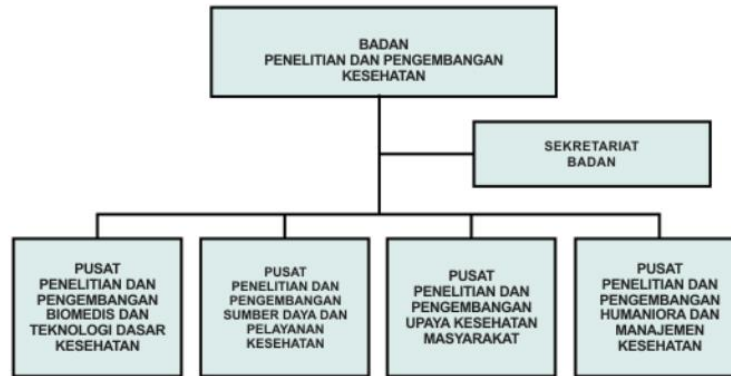 BADAN
PENELITIAN DAN PENGEMBANGAN
KESEHATAN
SEKRETARIAT
BADAN
PUSAT
PENELITIAN DAN
PENGEMBANGAN
BIOMEDIS DAN
TEKNOLOGI DASAR
KESEHATAN
PUSAT
PENELITIAN DAN
PENGEMBANGAN
SUMBER DAYA DAN
PELAYANAN
KESEHATAN
PUSAT
PENELITIAN DAN
PENGEMBANGAN
UPAYA KESEHATAN
MASYARAKAT
PUSAT
PENELITIAN DAN
PENGEMBANGAN
HUMANIORA DAN
MANAJEMEN
KESEHATAN